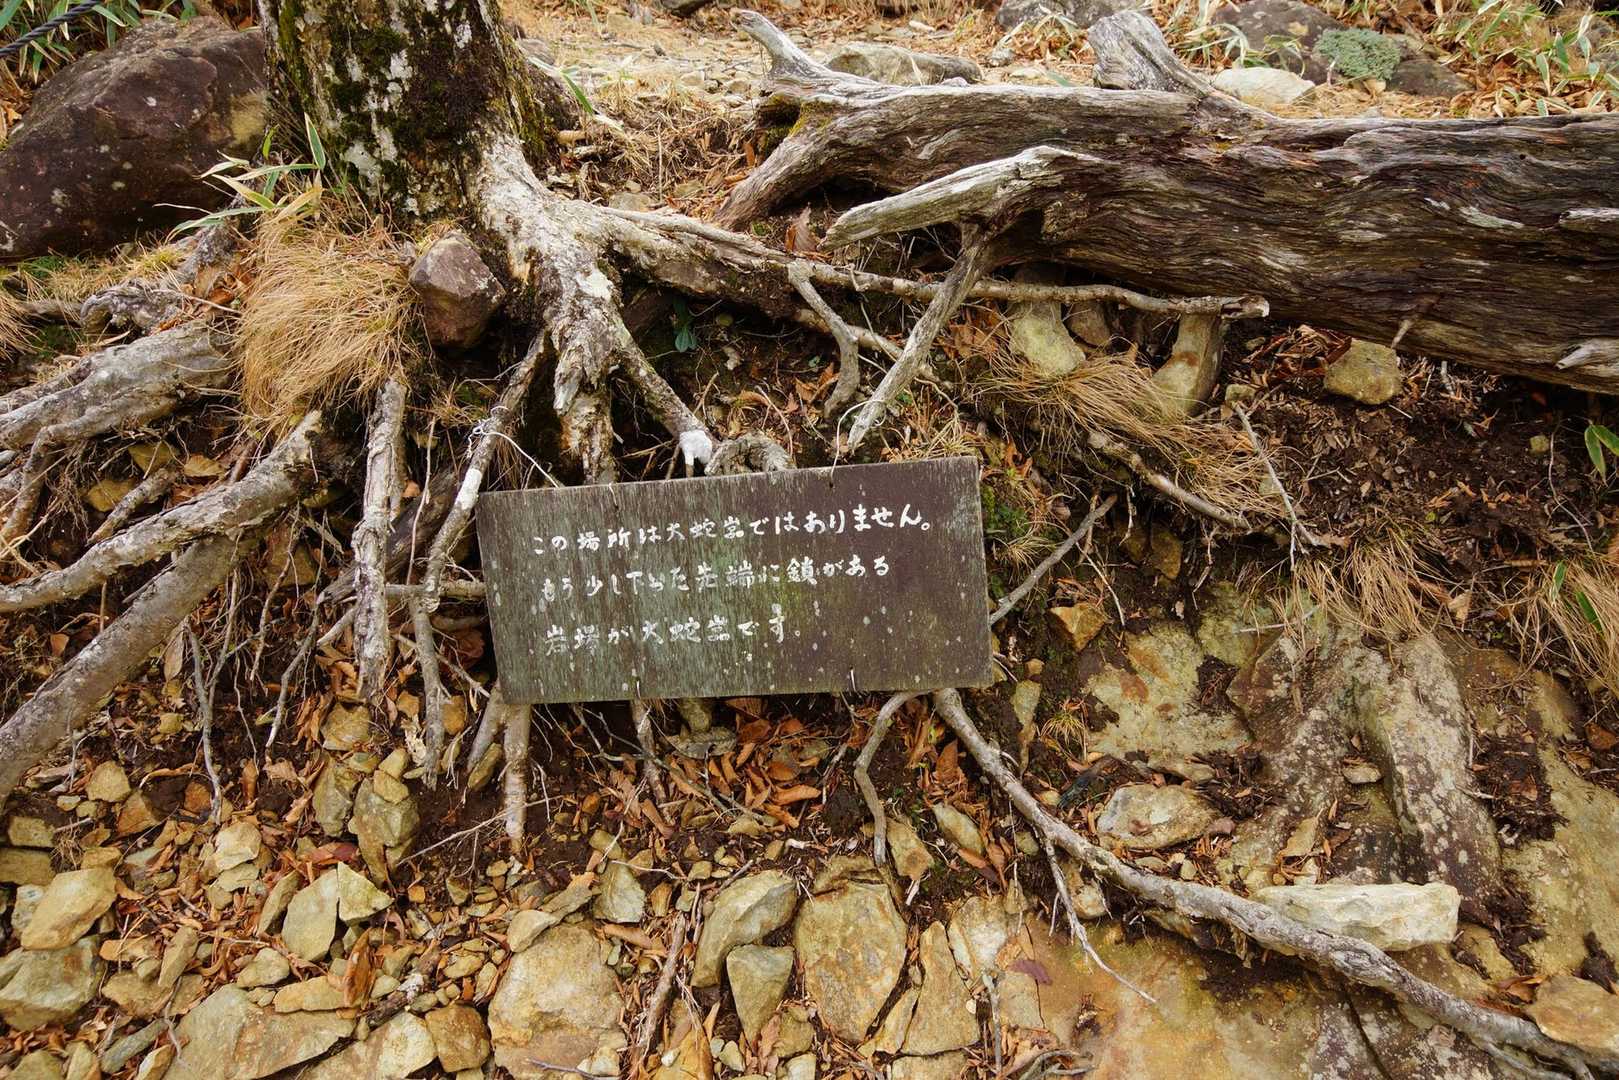 この場所は大蛇嵓ではありません。
もう少し下った先端に鎖がある
岩場が大蛇嵓です。